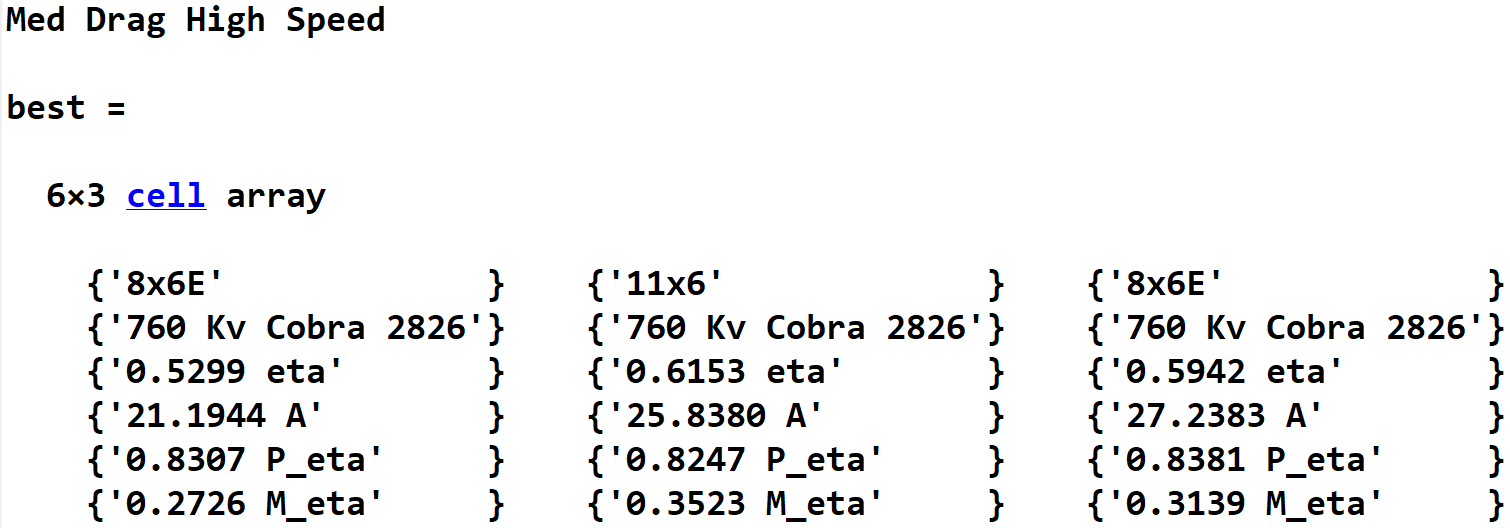 Med Drag High Speed
best =
6×3 cell array
{'8x6E'             }    {'11x6'             }    {'8x6E'             }
{'760 Kv Cobra 2826'}    {'760 Kv Cobra 2826'}    {'760 Kv Cobra 2826'}
{'0.5299 eta'       }    {'0.6153 eta'       }    {'0.5942 eta'       }
{'21.1944 A'        }    {'25.8380 A'        }    {'27.2383 A'        }
{'0.8307 P_eta'     }    {'0.8247 P_eta'     }    {'0.8381 P_eta'     }
{'0.2726 M_eta'     }    {'0.3523 M_eta'     }    {'0.3139 M_eta'     }